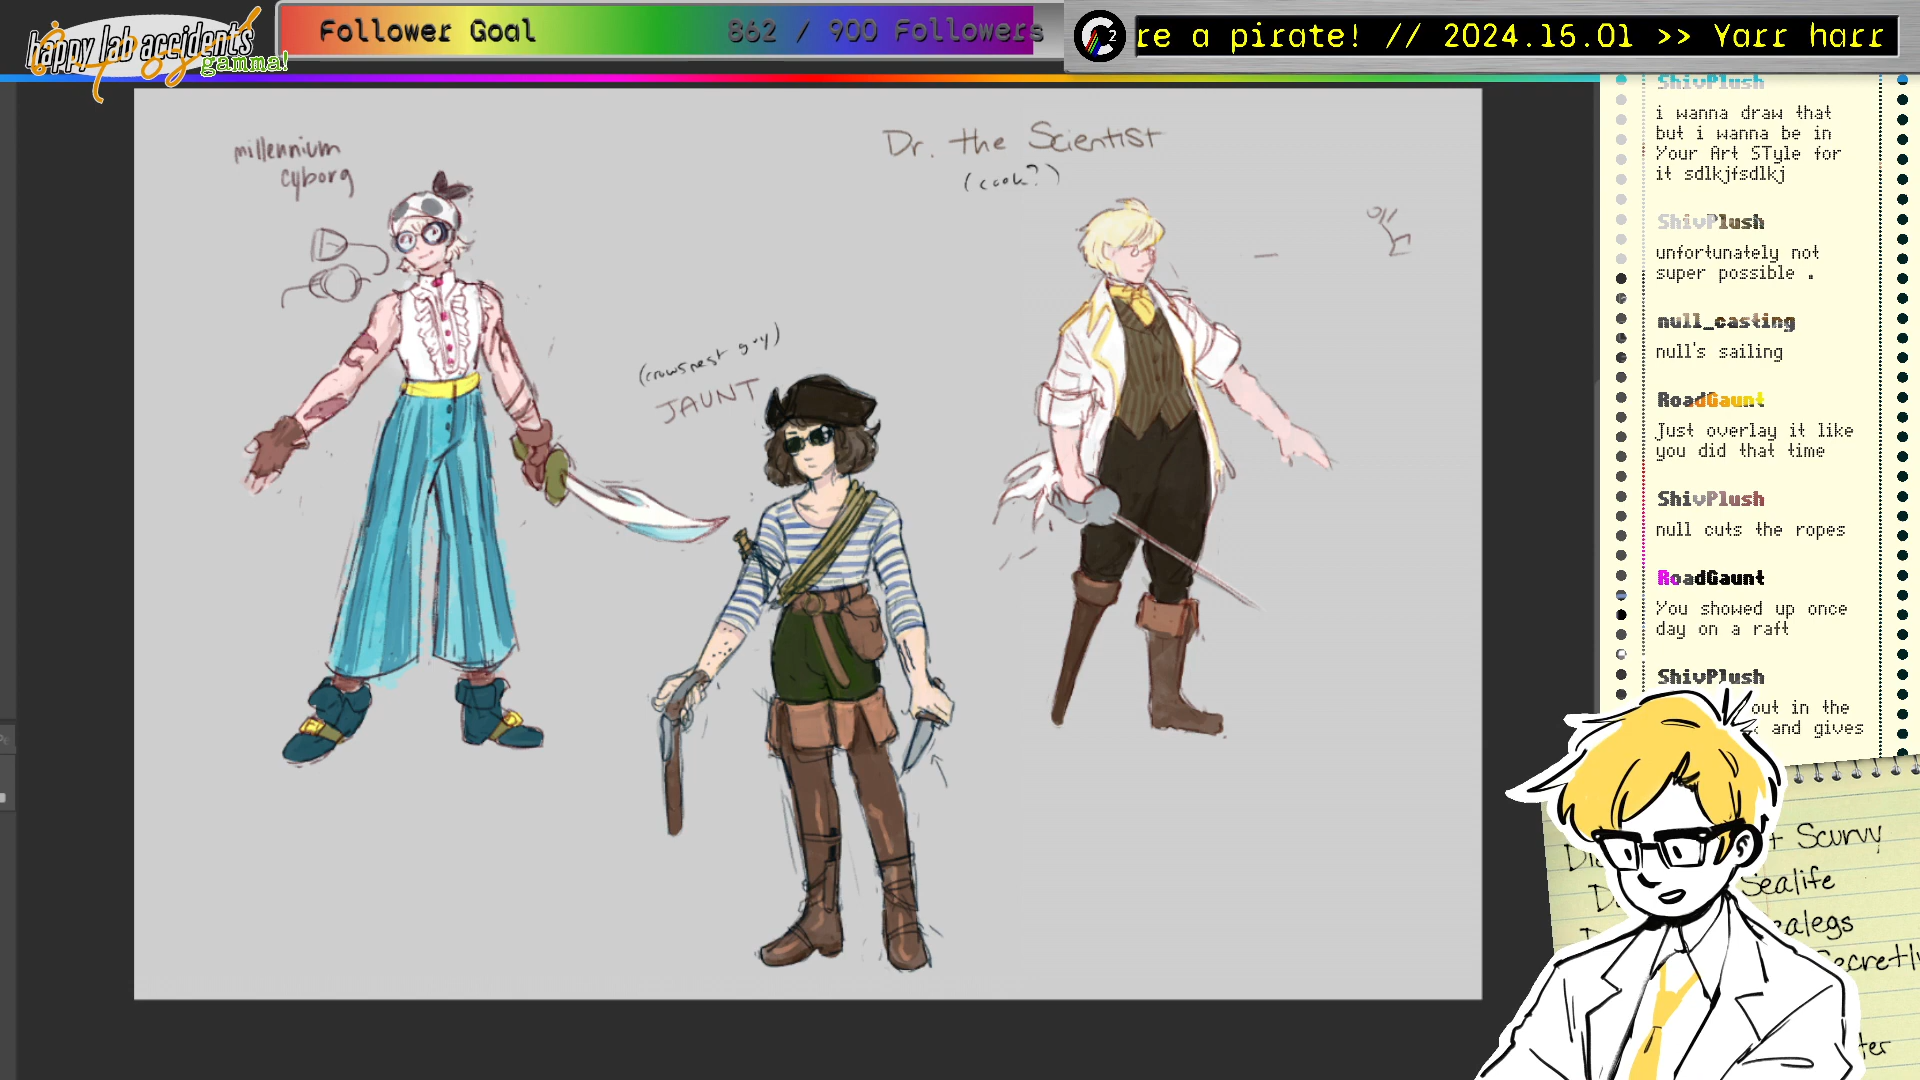 happy lab accidents
gamma!
Follower Goal
862 / 900 Followers
re a pirate! // 2024.15.01 >> Yarr harr
millennium
cyborg
Dr. the Scientist
(cook?)
(crowsnest guy)
JAUNT
ShivPlush
i wanna draw that
but i wanna be in
Your Art STyle for
it sdlkjfsdlkj
ShivPlush
unfortunately not
super possible .
null_casting
null's sailing
RoadGaunt
Just overlay it like
you did that time
ShivPlush
null cuts the ropes
RoadGaunt
You showed up once
day on a raft
ShivPlush
out in the
and gives
Scurvy
Sealife
ealegs
Secretly
ter